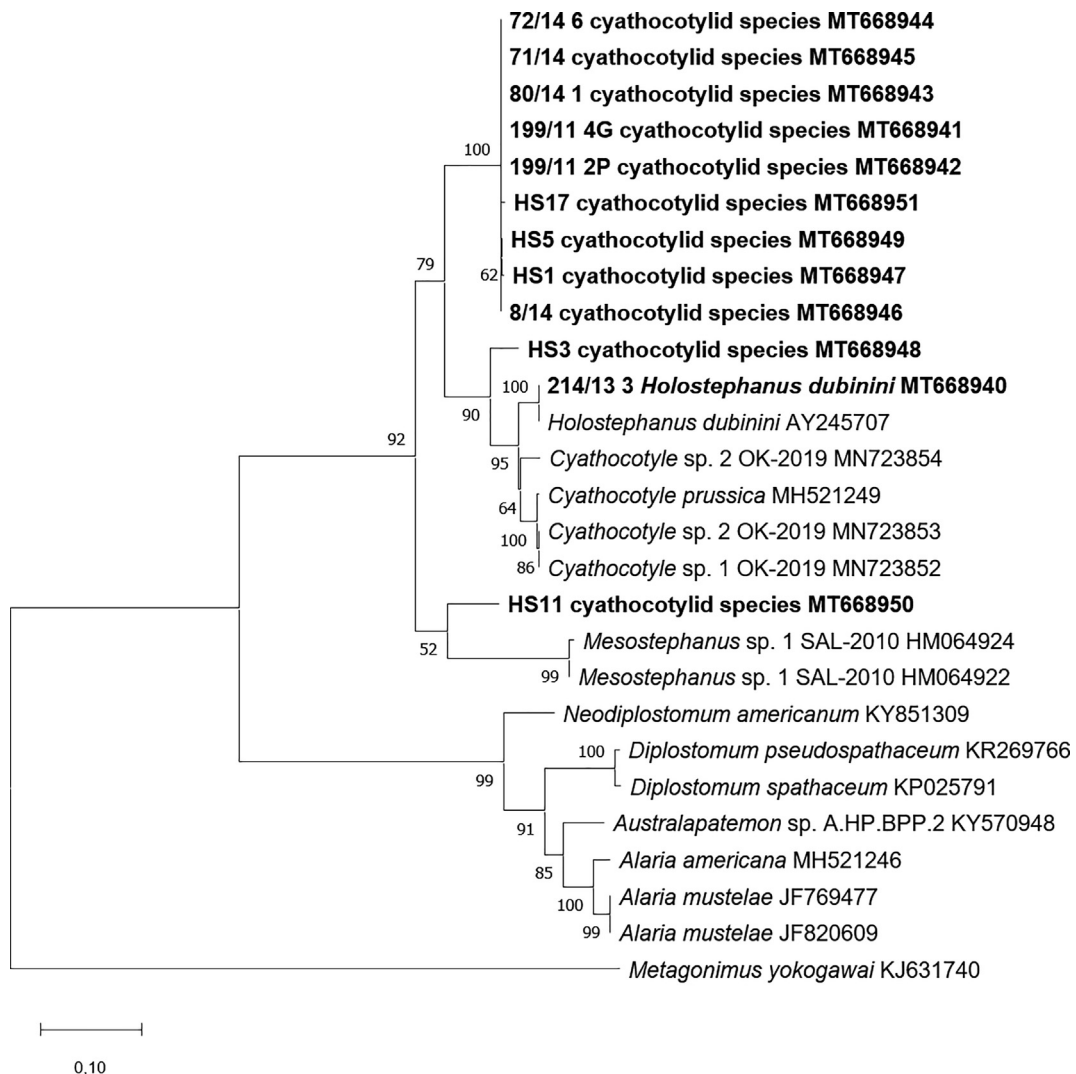 72/14 6 cyathocotylid species MT668944
71/14 cyathocotylid species MT668945
80/14 1 cyathocotylid species MT668943
199/11 4G cyathocotylid species MT668941
100
199/11 2P cyathocotylid species MT668942
HS17 cyathocotylid species MT668951
HS5 cyathocotylid species MT668949
79
62
HS1 cyathocotylid species MT668947
8/14 cyathocotylid species MT668946
HS3 cyathocotylid species MT668948
100
214/13 3 Holostephanus dubinini MT668940
90
Holostephanus dubinini AY245707
92
95
Cyathocotyle sp. 2 OK-2019 MN723854
Cyathocotyle prussica MH521249
64
Cyathocotyle sp. 2 OK-2019 MN723853
100
86
Cyathocotyle sp. 1 OK-2019 MN723852
HS11 cyathocotylid species MT668950
52
Mesostephanus sp. 1 SAL-2010 HM064924
99
Mesostephanus sp. 1 SAL-2010 HM064922
Neodiplostomum americanum KY851309
100
Diplostomum pseudospathaceum KR269766
99
Diplostomum spathaceum KP025791
91
Australapatemon sp. A.HP.BPP.2 KY570948
85
Alaria americana MH521246
100
Alaria mustelae JF769477
99
Alaria mustelae JF820609
Metagonimus yokogawai KJ631740
0,10